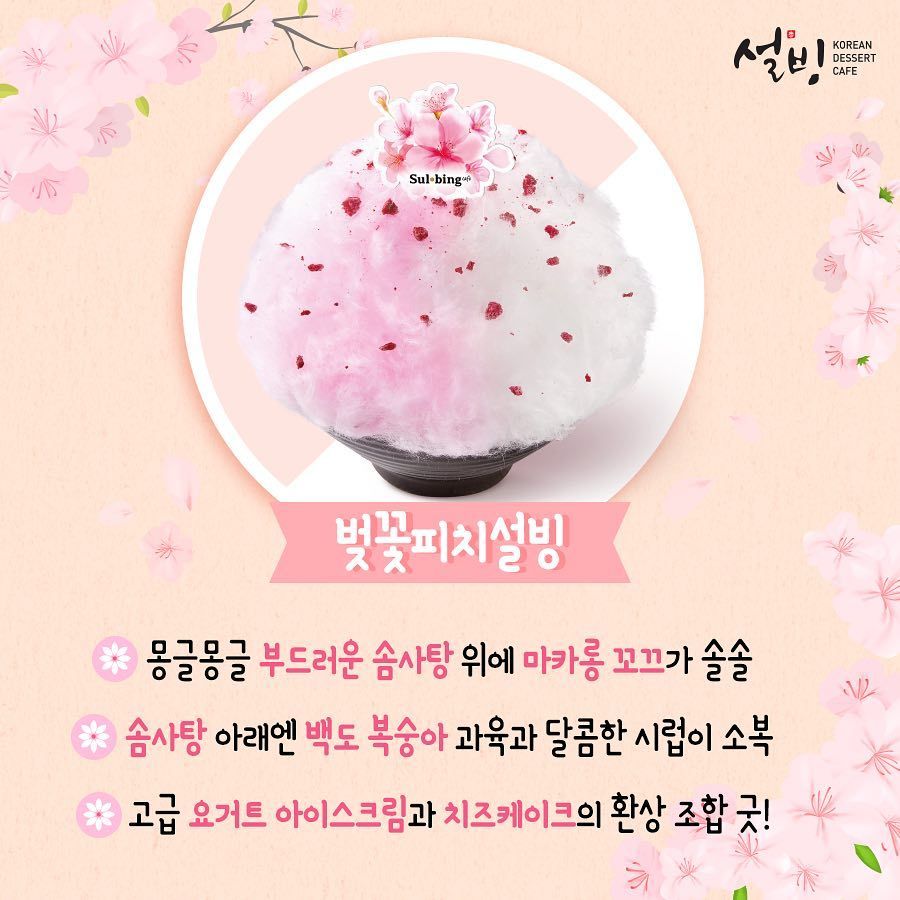 설빙
KOREAN
DESSERT
CAFE
Sul•bing cafe
벚꽃피치설빙
몽글몽글 부드러운 솜사탕 위에 마카롱 꼬끄가 솔솔
솜사탕 아래엔 백도 복숭아 과육과 달콤한 시럽이 소복
고급 요거트 아이스크림과 치즈케이크의 환상 조합 굿!